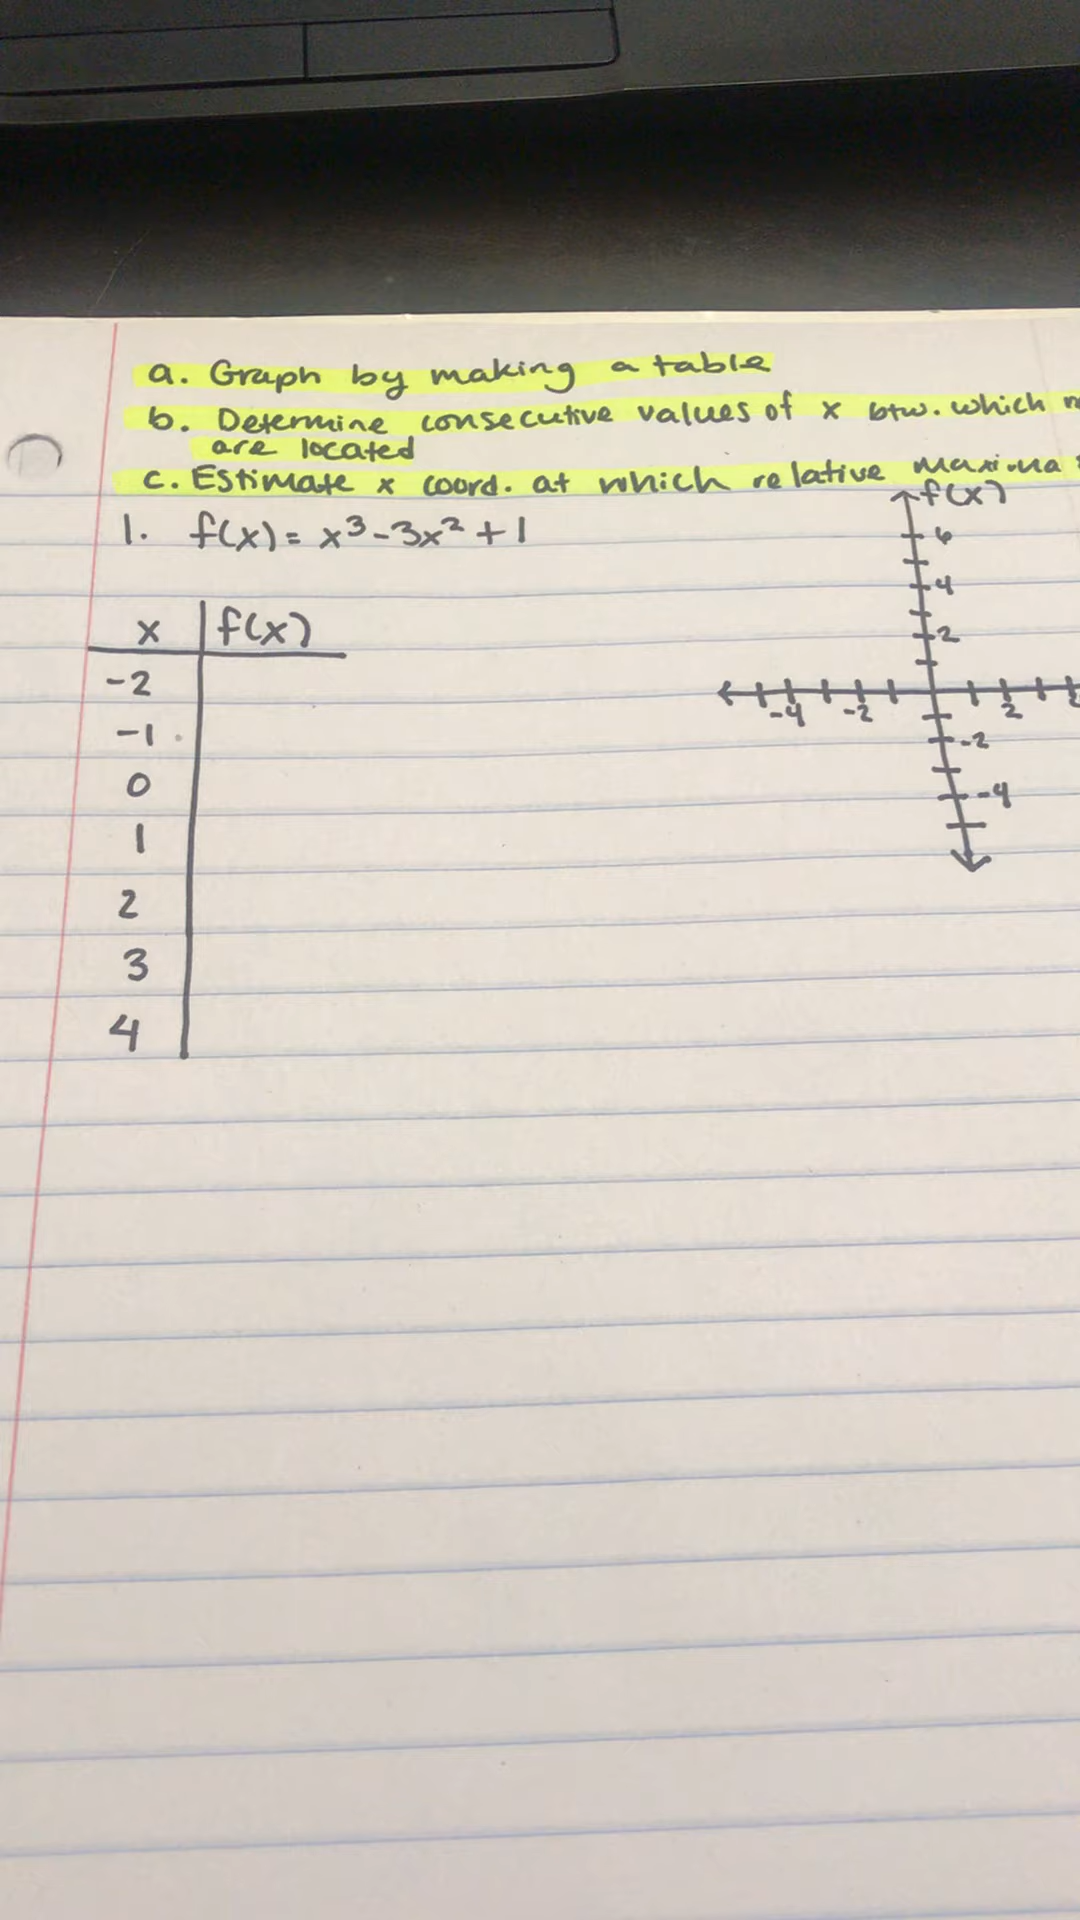 a. Graph by making a table
b. Determine consecutive values of x btw. which
are located
c. Estimate x coord. at which relative maxima
1. f(x) = x³-3x²+1
f(x)
6
4
2
-4 -2 2
-2
-4
x f(x)
-2
-1
0
1
2
3
4